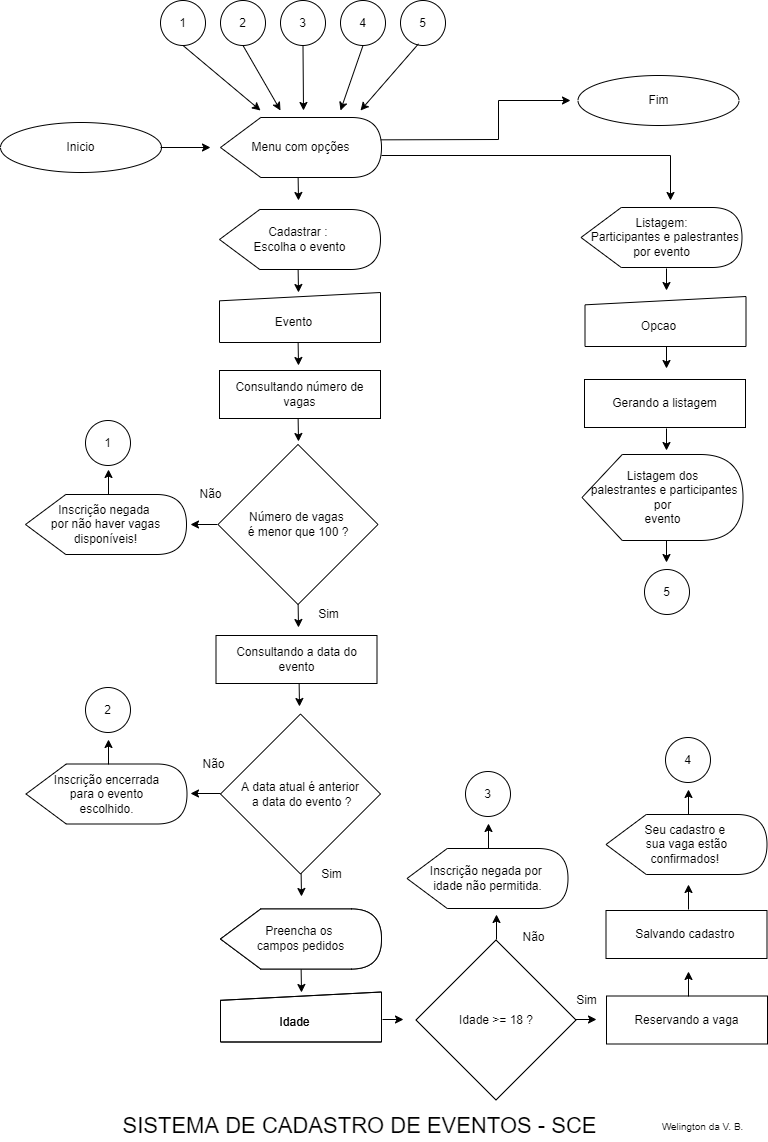 1
2
3
4
5
Fim
Inicio
Menu com opções
Cadastrar :
Escolha o evento
Listagem:
Participantes e palestrantes
por evento
Evento
Opcao
Consultando número de
vagas
Gerando a listagem
1
Não
Inscrição negada
por não haver vagas
disponíveis!
Número de vagas
é menor que 100 ?
Listagem dos
palestrantes e participantes
por
evento
5
Sim
Consultando a data do
evento
2
Não
Inscrição encerrada
para o evento
escolhido.
A data atual é anterior
a data do evento ?
Sim
3
4
Inscrição negada por
idade não permitida.
Seu cadastro e
sua vaga estão
confirmados!
Preencha os
campos pedidos
Não
Salvando cadastro
Idade
Idade >= 18 ?
Sim
Reservando a vaga
SISTEMA DE CADASTRO DE EVENTOS - SCE
Welington da V. B.